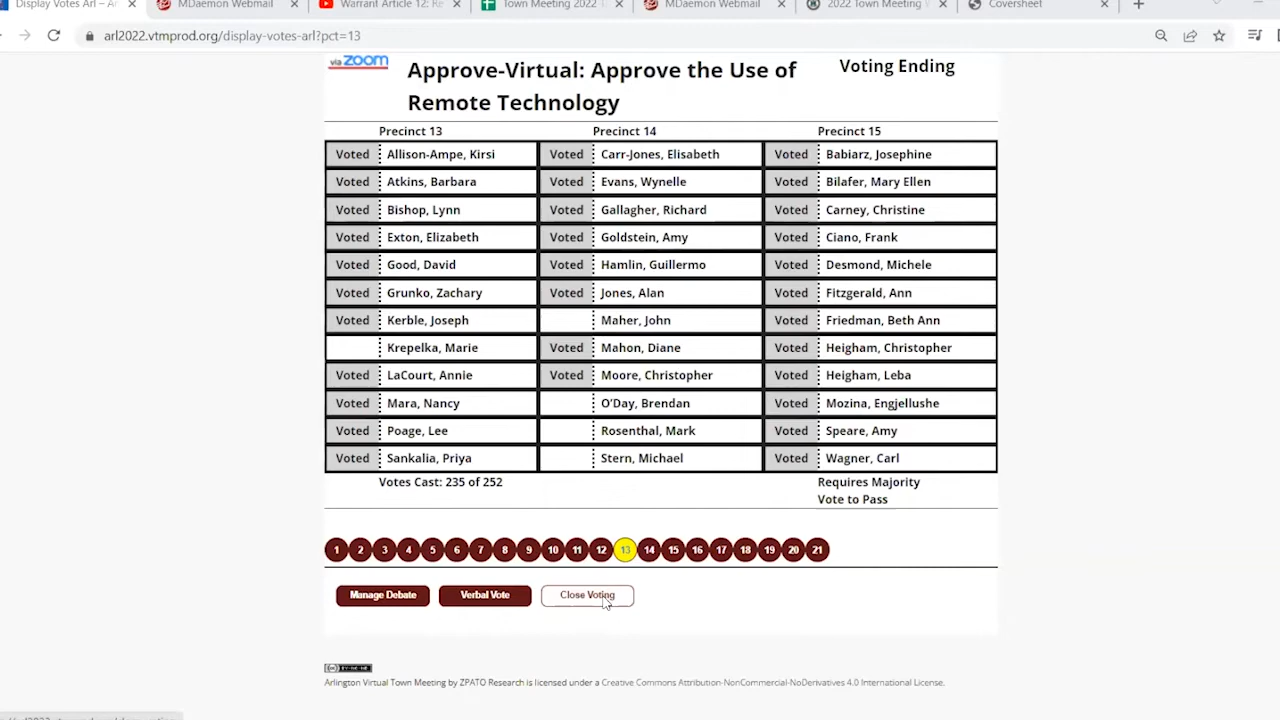 Display Votes Arl – Ar
MDaemon Webmail
Warrant Article 12: Re
Town Meeting 2022
MDaemon Webmail
2022 Town Meeting
Coversheet
arl2022.vtmprod.org/display-votes-arl?pct=13
via zoom
Approve-Virtual: Approve the Use of
Remote Technology
Voting Ending
Precinct 13 Precinct 14 Precinct 15
Voted Allison-Ampe, Kirsi Voted Carr-Jones, Elisabeth Voted Babiarz, Josephine
Voted Atkins, Barbara Voted Evans, Wynelle Voted Bilafer, Mary Ellen
Voted Bishop, Lynn Voted Gallagher, Richard Voted Carney, Christine
Voted Exton, Elizabeth Voted Goldstein, Amy Voted Ciano, Frank
Voted Good, David Voted Hamlin, Guillermo Voted Desmond, Michele
Voted Grunko, Zachary Voted Jones, Alan Voted Fitzgerald, Ann
Voted Kerble, Joseph Maher, John Voted Friedman, Beth Ann
Krepelka, Marie Voted Mahon, Diane Voted Heigham, Christopher
Voted LaCourt, Annie Voted Moore, Christopher Voted Heigham, Leba
Voted Mara, Nancy O'Day, Brendan Voted Mozina, Engjellushe
Voted Poage, Lee Rosenthal, Mark Voted Speare, Amy
Voted Sankalia, Priya Stern, Michael Voted Wagner, Carl
Votes Cast: 235 of 252 Requires Majority
Vote to Pass
1 2 3 4 5 6 7 8 9 10 11 12 13 14 15 16 17 18 19 20 21
Manage Debate Verbal Vote Close Voting
Arlington Virtual Town Meeting by ZPATO Research is licensed under a Creative Commons Attribution-NonCommercial-NoDerivatives 4.0 International License.